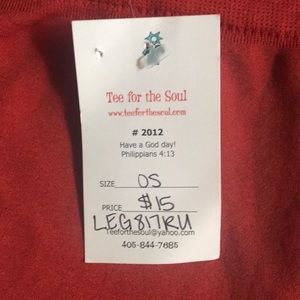 Tee for the Soul
www.teeforthesoul.com
# 2012
Have a God day!
Philippians 4:13
SIZE OS
PRICE $15
LEG817RU
Teeforthesoul@yahoo.com
405-844-7685